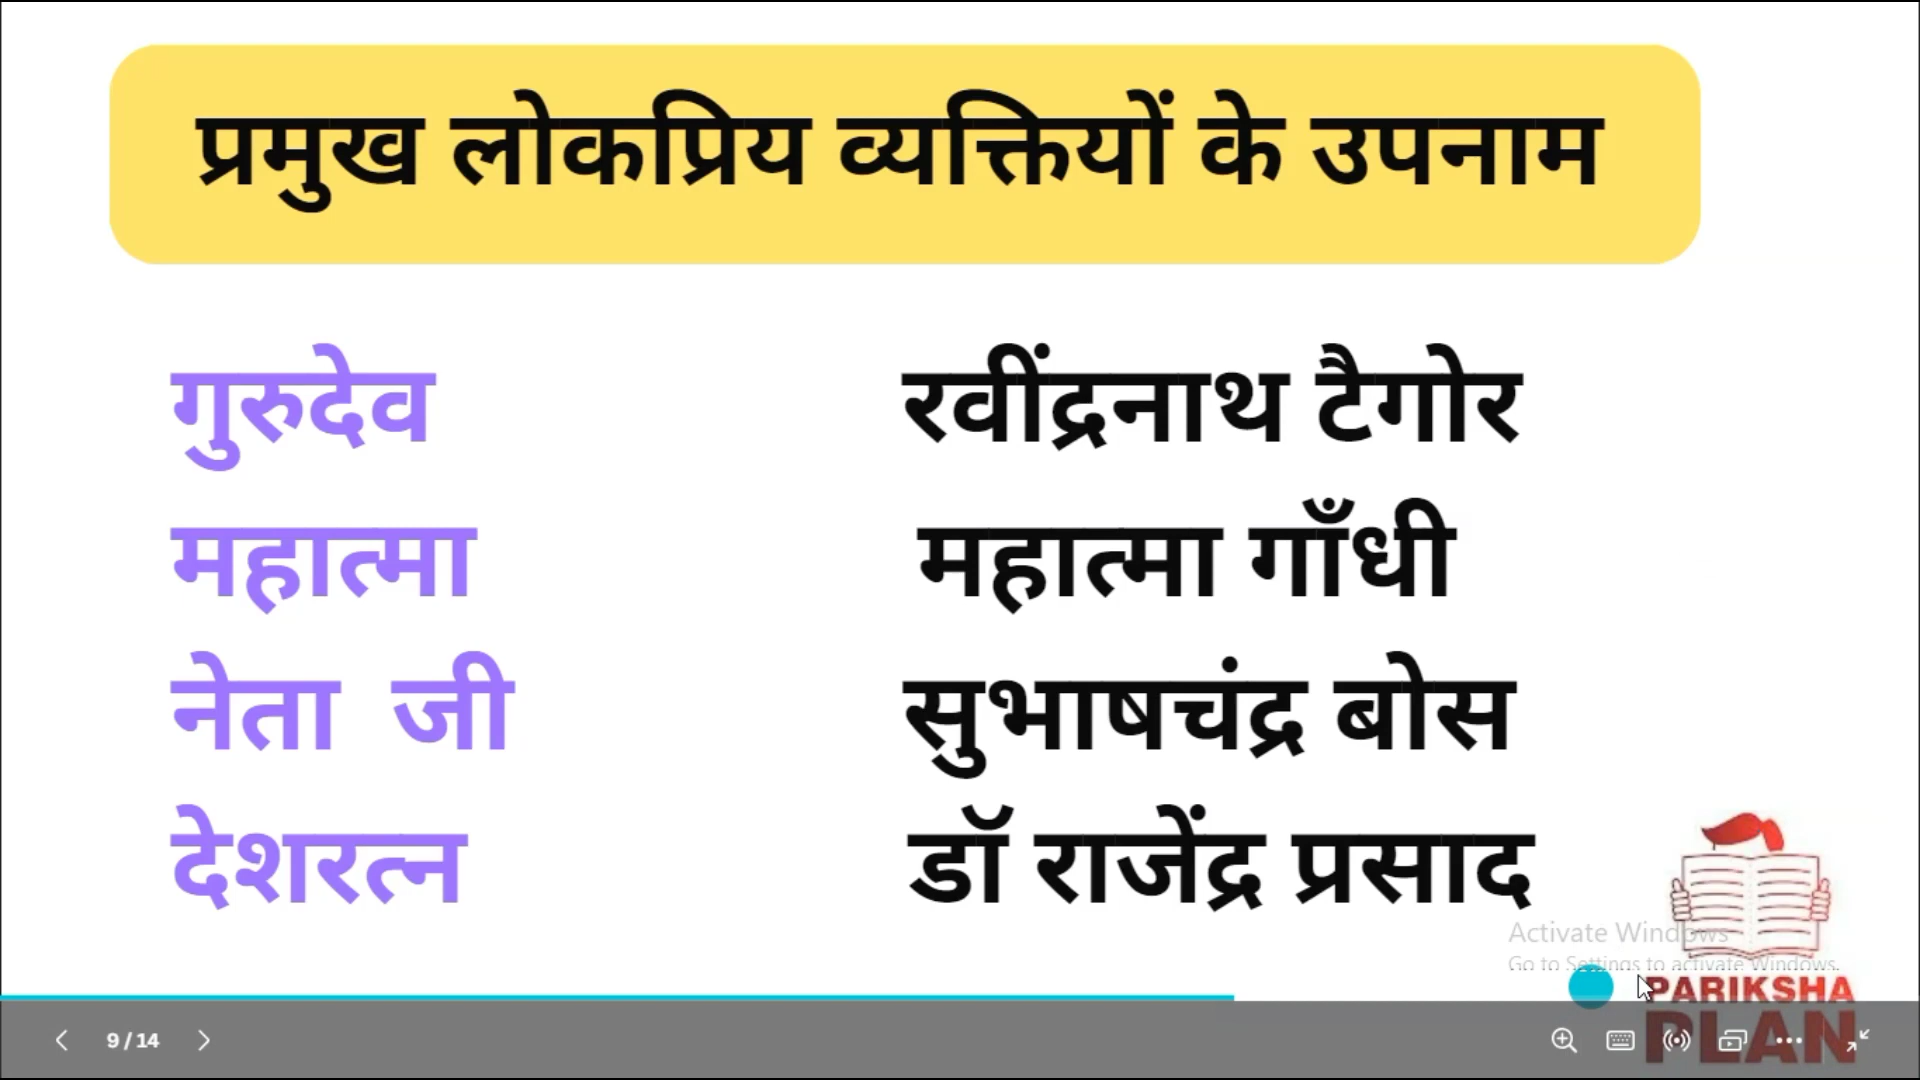 प्रमुख लोकप्रिय व्यक्तियों के उपनाम
गुरुदेव रवींद्रनाथ टैगोर
महात्मा महात्मा गाँधी
नेता जी सुभाषचंद्र बोस
देशरत्न डॉ राजेंद्र प्रसाद
Activate Windows
Go to Settings to activate Windows.
PARIKSHA
PLAN
9 / 14